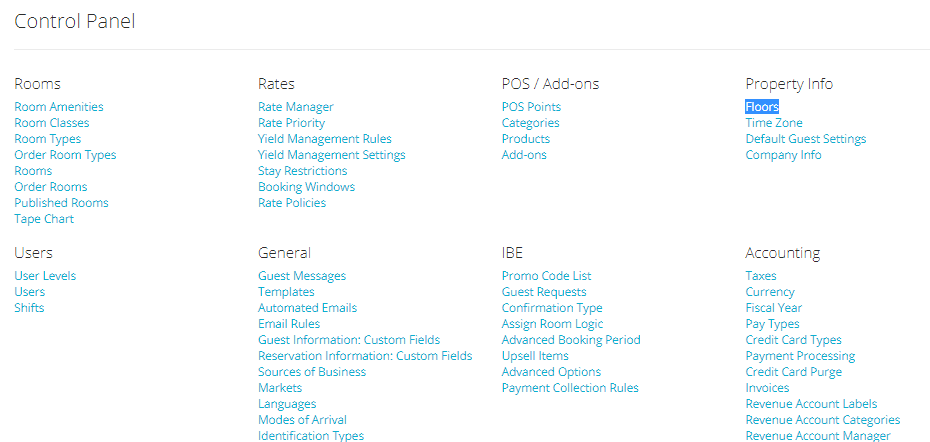 Control Panel
Rooms
Room Amenities
Room Classes
Room Types
Order Room Types
Rooms
Order Rooms
Published Rooms
Tape Chart
Rates
Rate Manager
Rate Priority
Yield Management Rules
Yield Management Settings
Stay Restrictions
Booking Windows
Rate Policies
POS / Add-ons
POS Points
Categories
Products
Add-ons
Property Info
Floors
Time Zone
Default Guest Settings
Company Info
Users
User Levels
Users
Shifts
General
Guest Messages
Templates
Automated Emails
Email Rules
Guest Information: Custom Fields
Reservation Information: Custom Fields
Sources of Business
Markets
Languages
Modes of Arrival
Identification Types
IBE
Promo Code List
Guest Requests
Confirmation Type
Assign Room Logic
Advanced Booking Period
Upsell Items
Advanced Options
Payment Collection Rules
Accounting
Taxes
Currency
Fiscal Year
Pay Types
Credit Card Types
Payment Processing
Credit Card Purge
Invoices
Revenue Account Labels
Revenue Account Categories
Revenue Account Manager